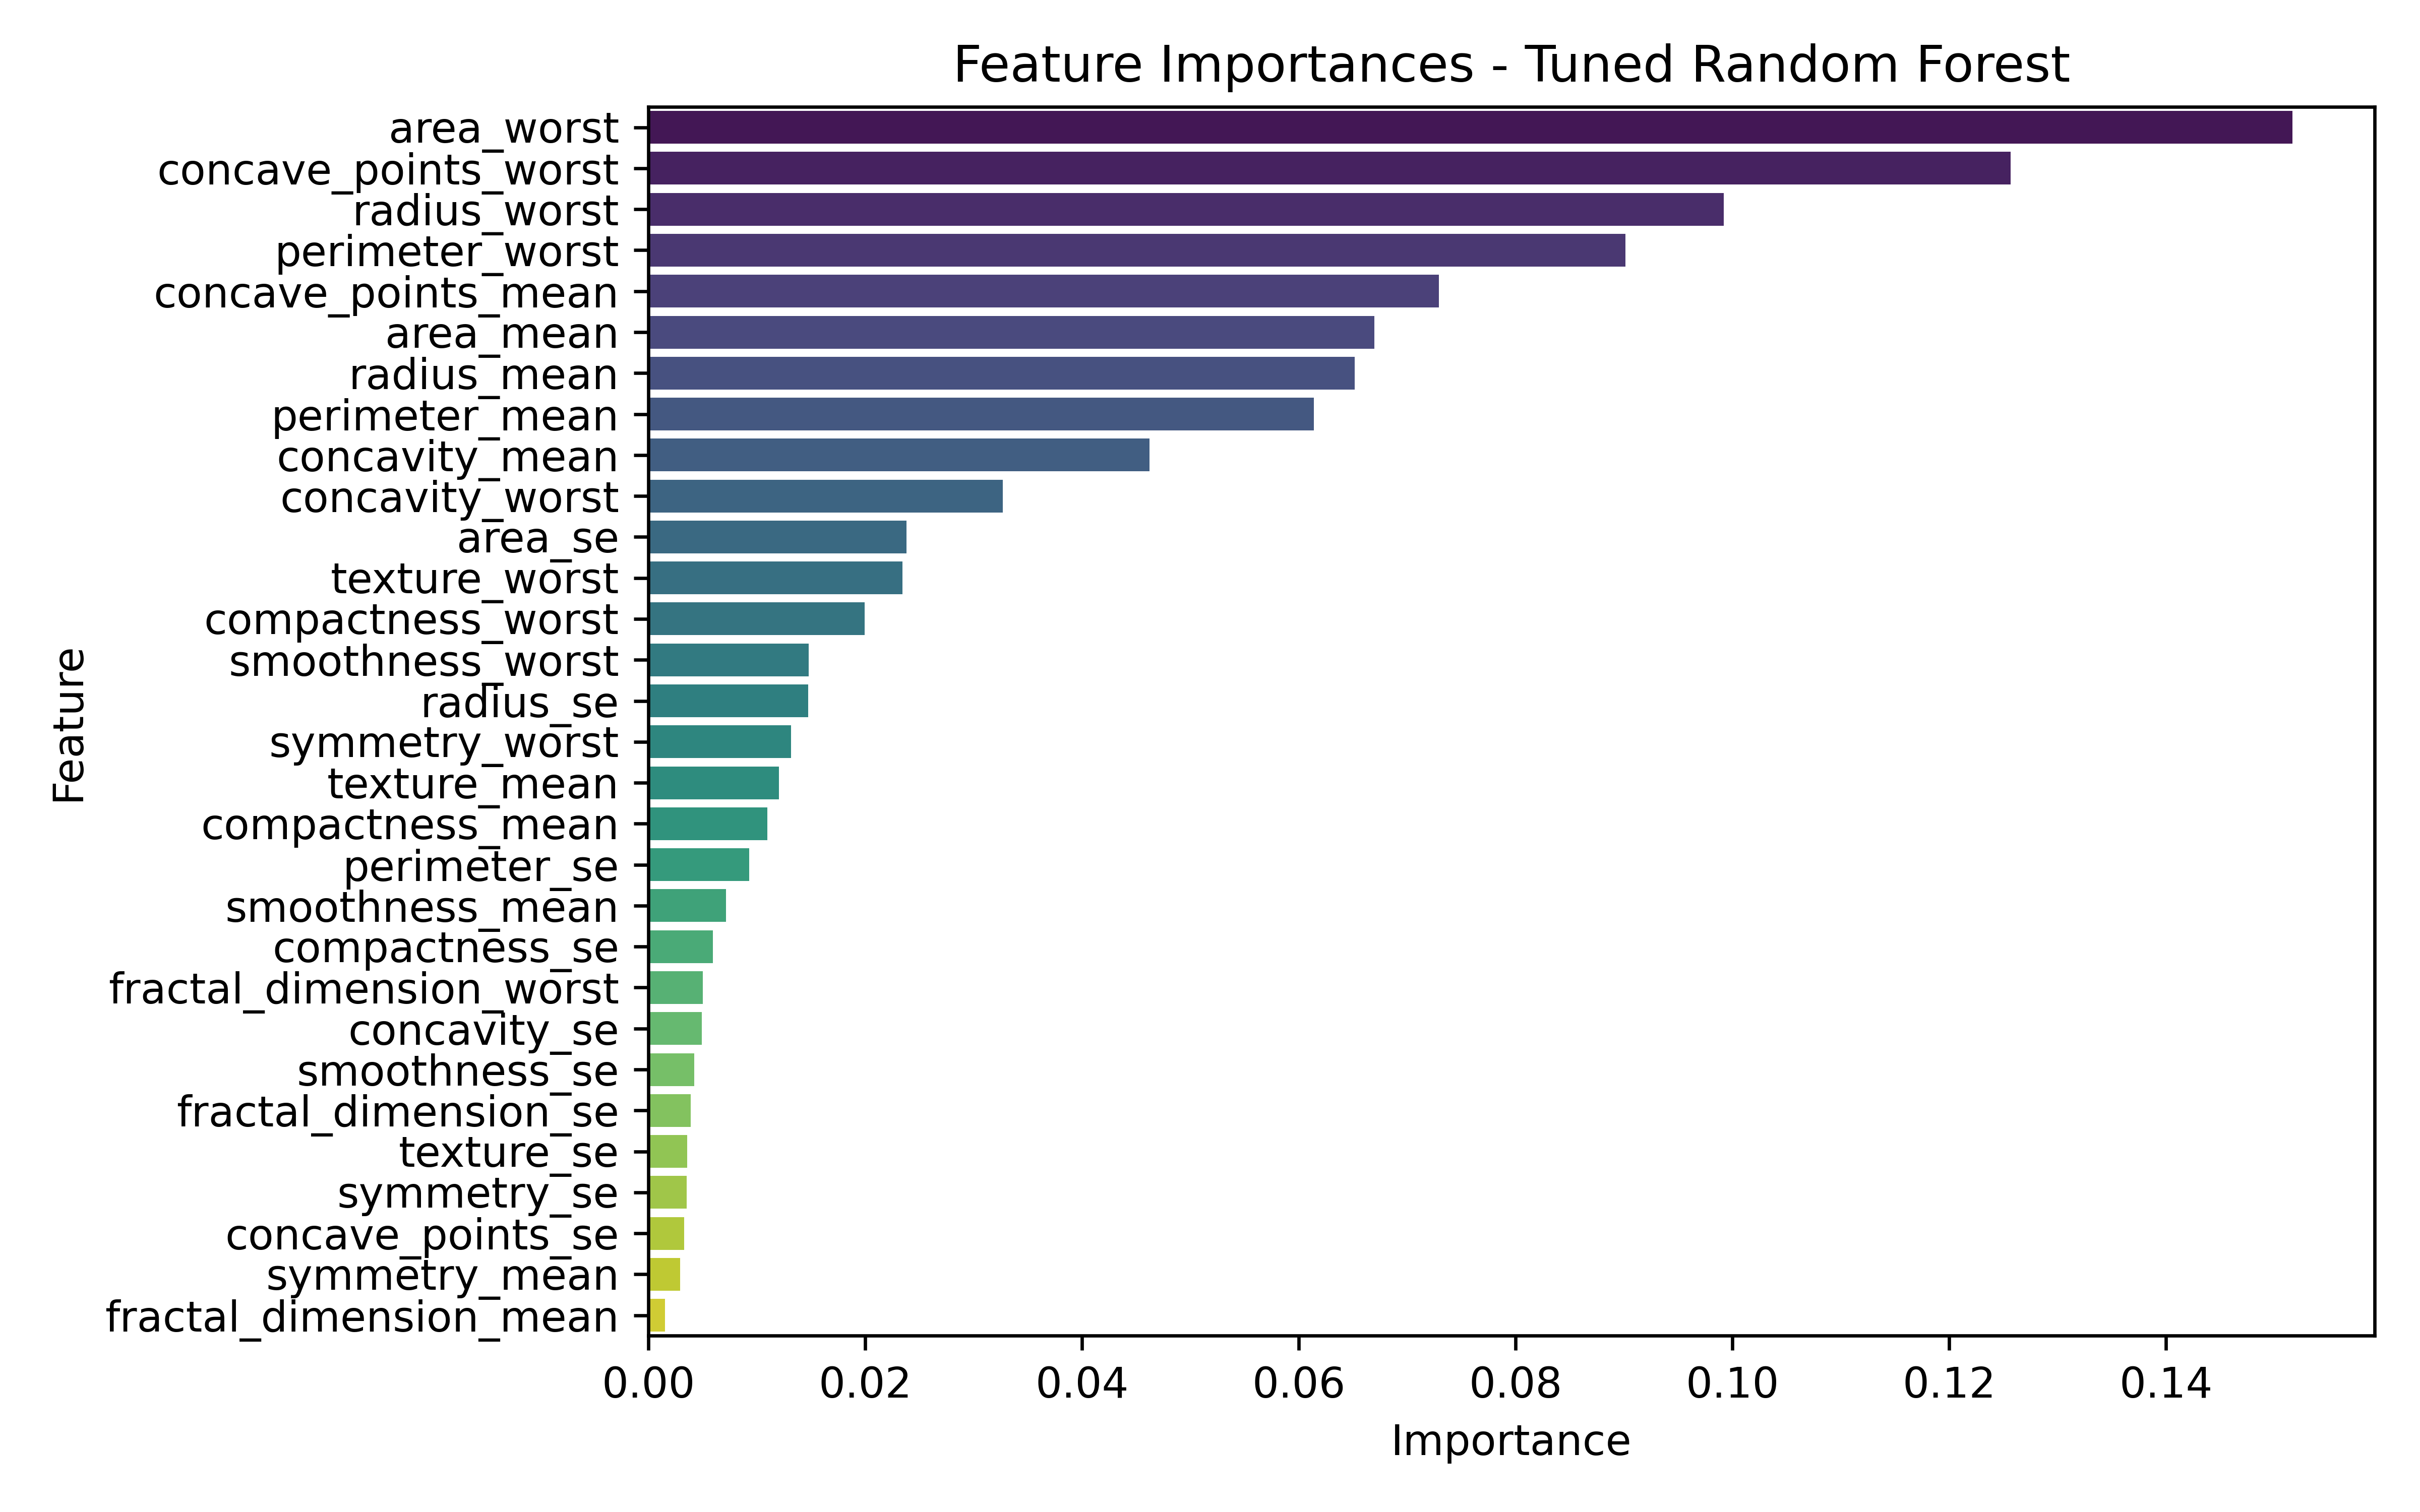 Feature Importances - Tuned Random Forest
area_worst
concave_points_worst
radius_worst
perimeter_worst
concave_points_mean
area_mean
radius_mean
perimeter_mean
concavity_mean
concavity_worst
area_se
texture_worst
compactness_worst
smoothness_worst
radius_se
symmetry_worst
texture_mean
compactness_mean
perimeter_se
smoothness_mean
compactness_se
fractal_dimension_worst
concavity_se
smoothness_se
fractal_dimension_se
texture_se
symmetry_se
concave_points_se
symmetry_mean
fractal_dimension_mean
Feature
0.00 0.02 0.04 0.06 0.08 0.10 0.12 0.14
Importance